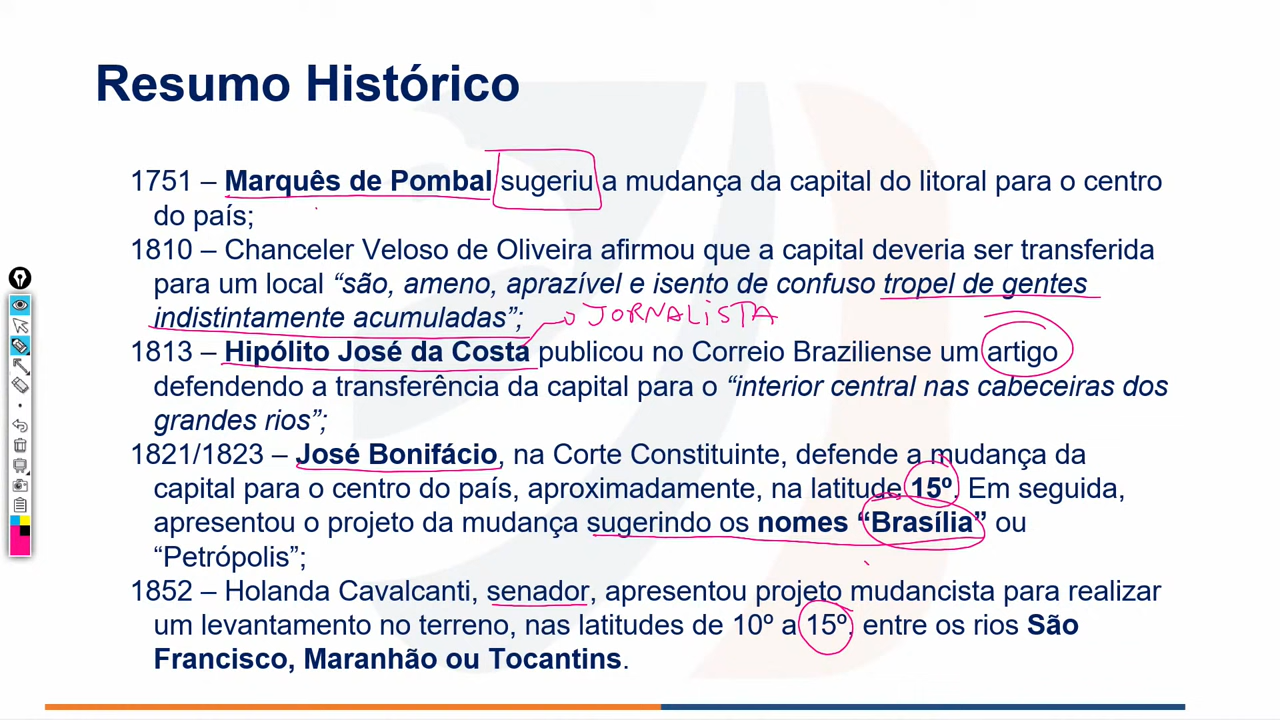 Resumo Histórico
1751 – Marquês de Pombal sugeriu a mudança da capital do litoral para o centro
do país;
1810 – Chanceler Veloso de Oliveira afirmou que a capital deveria ser transferida
para um local “são, ameno, aprazível e isento de confuso tropel de gentes
indistintamente acumuladas”;
JORNALISTA
1813 – Hipólito José da Costa publicou no Correio Braziliense um artigo
defendendo a transferência da capital para o “interior central nas cabeceiras dos
grandes rios”;
1821/1823 – José Bonifácio, na Corte Constituinte, defende a mudança da
capital para o centro do país, aproximadamente, na latitude 15º. Em seguida,
apresentou o projeto da mudança sugerindo os nomes “Brasília” ou
“Petrópolis”;
1852 – Holanda Cavalcanti, senador, apresentou projeto mudancista para realizar
um levantamento no terreno, nas latitudes de 10º a 15º, entre os rios São
Francisco, Maranhão ou Tocantins.